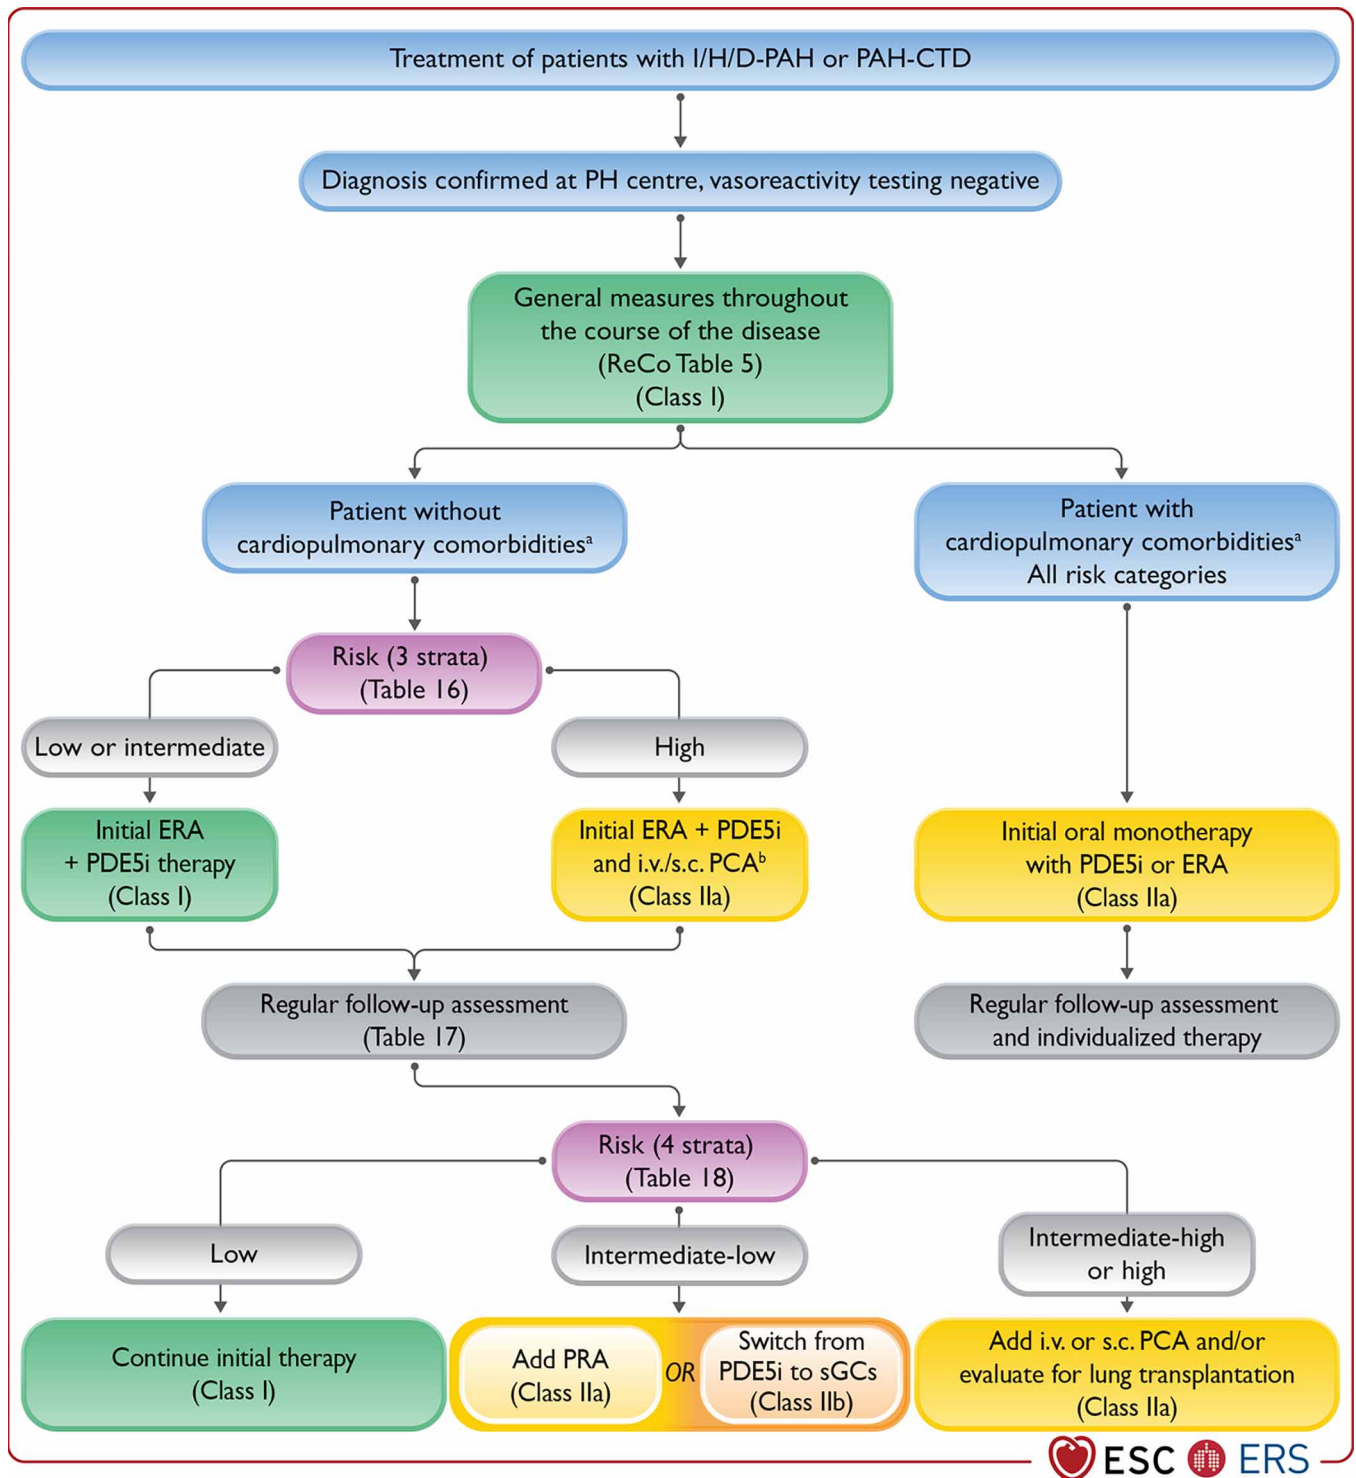 Treatment of patients with I/H/D-PAH or PAH-CTD
Diagnosis confirmed at PH centre, vasoreactivity testing negative
General measures throughout
the course of the disease
(ReCo Table 5)
(Class I)
Patient without
cardiopulmonary comorbiditiesᵃ
Patient with
cardiopulmonary comorbiditiesᵃ
All risk categories
Risk (3 strata)
(Table 16)
Low or intermediate
High
Initial ERA
+ PDE5i therapy
(Class I)
Initial ERA + PDE5i
and i.v./s.c. PCAᵇ
(Class IIa)
Initial oral monotherapy
with PDE5i or ERA
(Class IIa)
Regular follow-up assessment
(Table 17)
Regular follow-up assessment
and individualized therapy
Risk (4 strata)
(Table 18)
Low
Intermediate-low
Intermediate-high
or high
Continue initial therapy
(Class I)
Add PRA
(Class IIa)
OR
Switch from
PDE5i to sGCs
(Class IIb)
Add i.v. or s.c. PCA and/or
evaluate for lung transplantation
(Class IIa)
ESC ERS